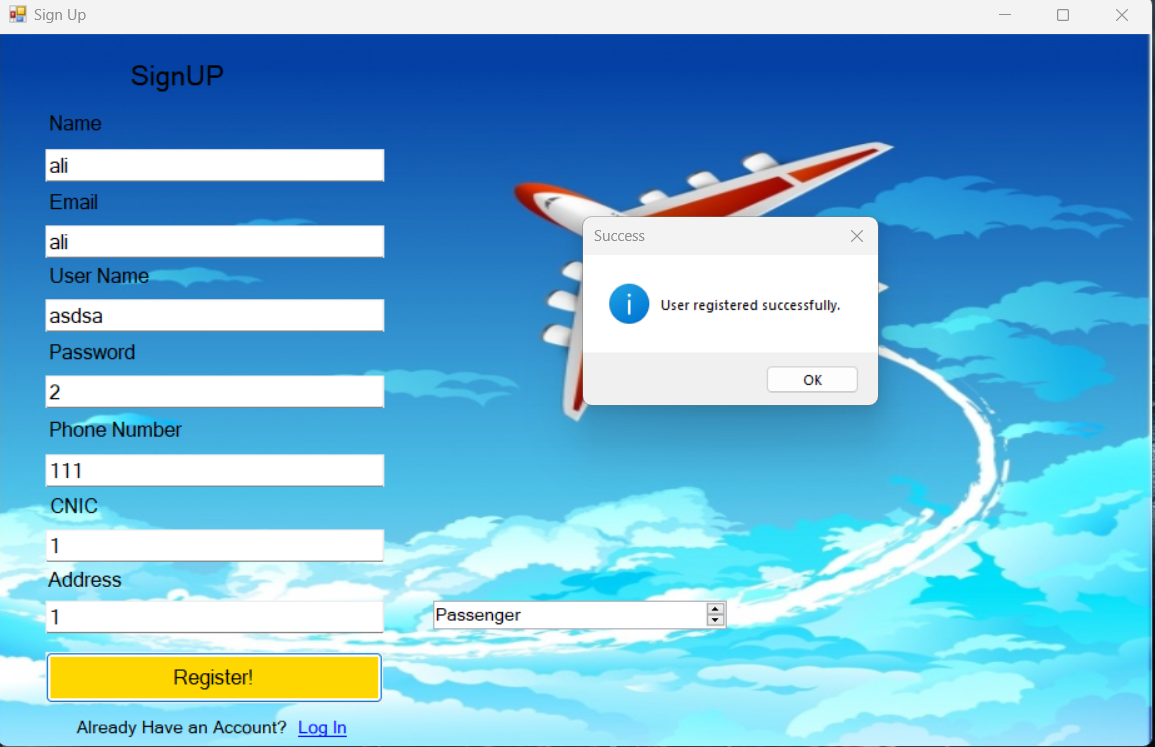 Sign Up
SignUP
Name
ali
Email
ali
User Name
asdsa
Password
2
Phone Number
111
CNIC
1
Address
1
Passenger
Register!
Already Have an Account? Log In
Success
User registered successfully.
OK